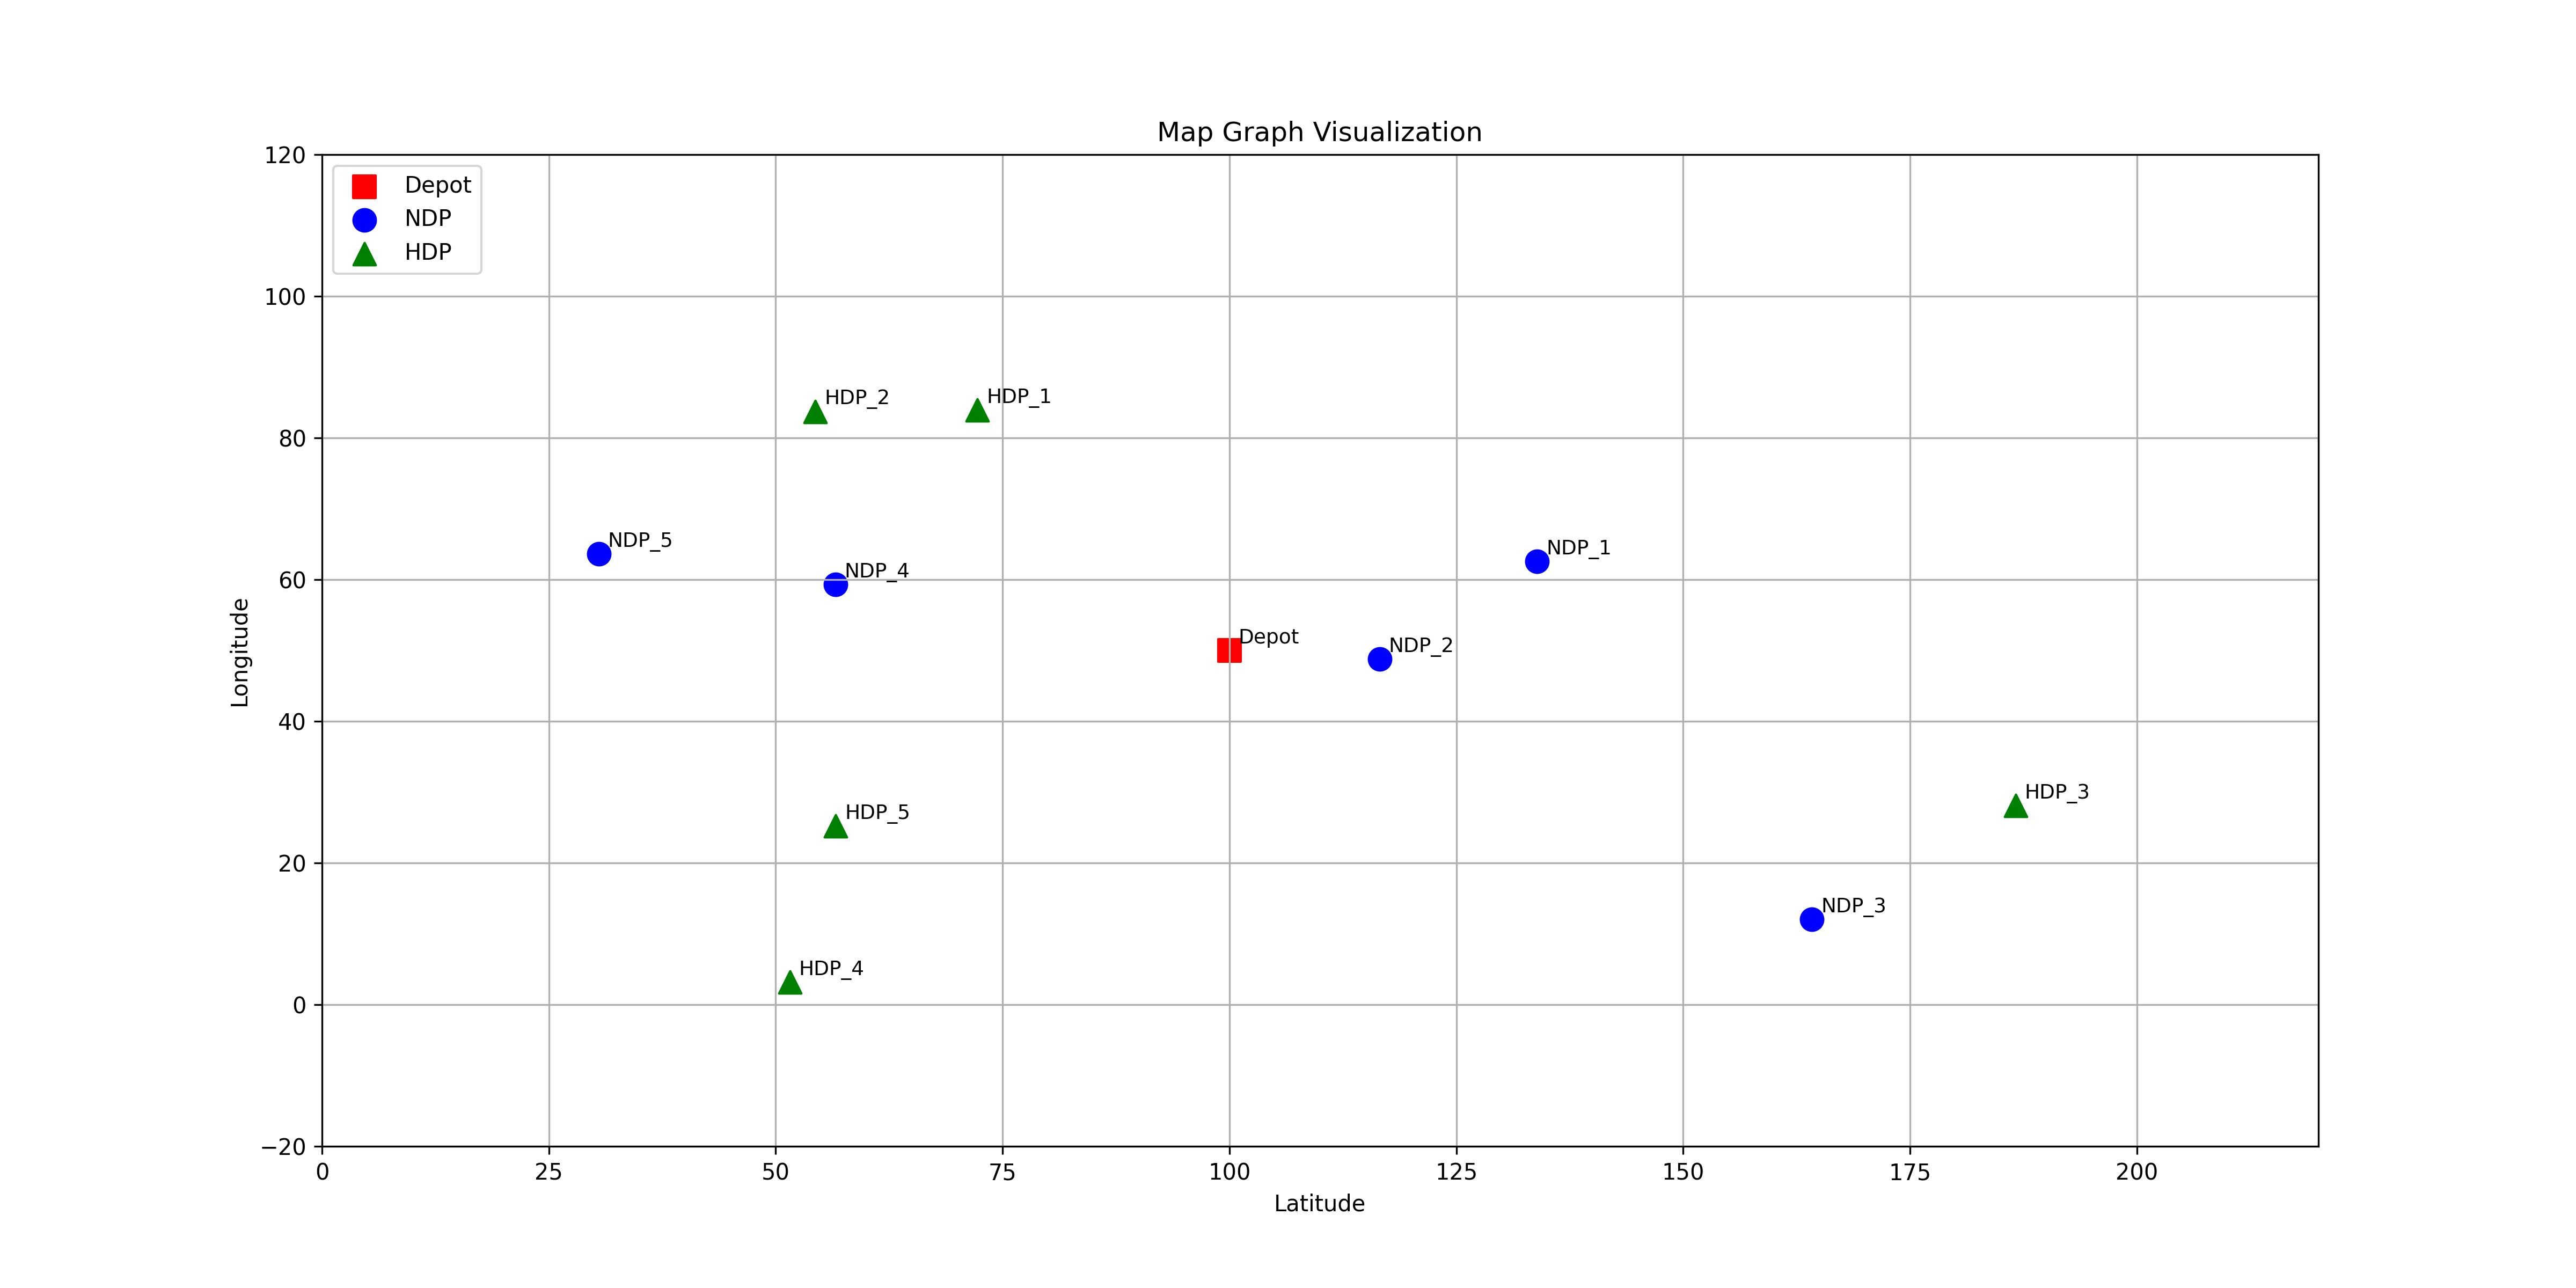 Map Graph Visualization
120
100
80
60
40
20
0
−20
Longitude
Depot
NDP
HDP
HDP_2
HDP_1
NDP_5
NDP_4
NDP_1
Depot
NDP_2
HDP_5
HDP_3
NDP_3
HDP_4
0 25 50 75 100 125 150 175 200
Latitude